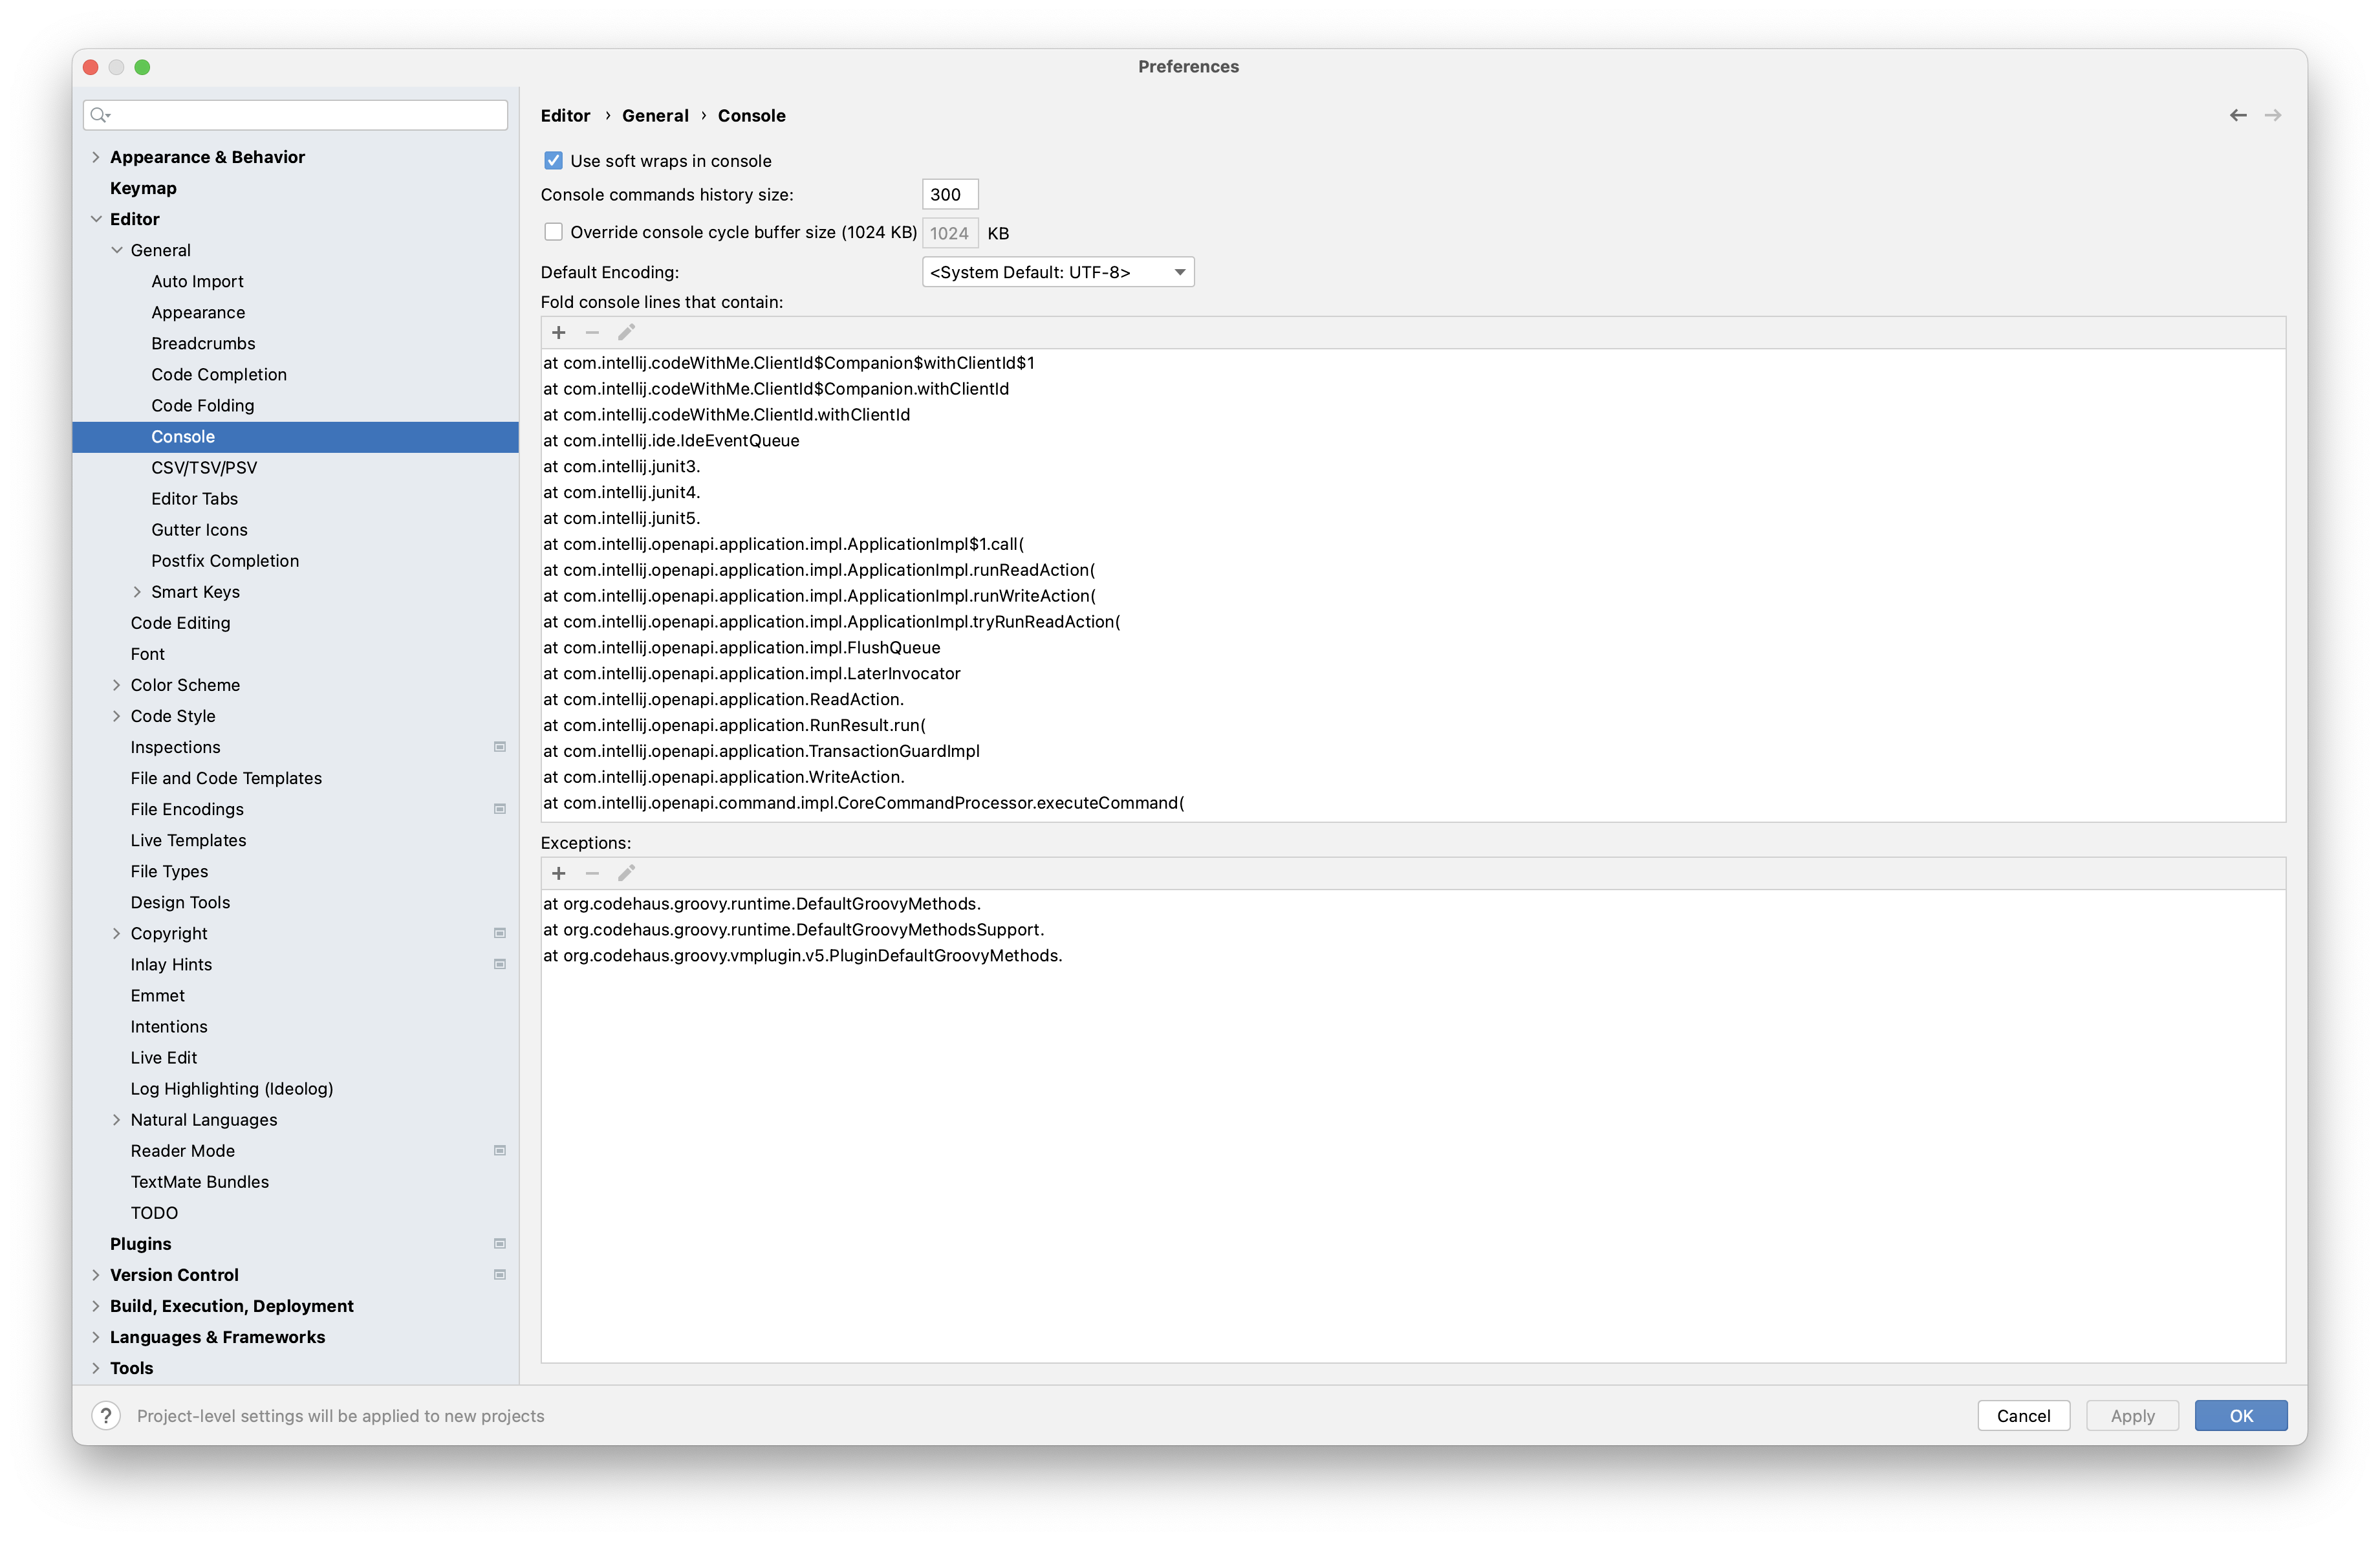 Preferences
Appearance & Behavior
Keymap
Editor
General
Auto Import
Appearance
Breadcrumbs
Code Completion
Code Folding
Console
CSV/TSV/PSV
Editor Tabs
Gutter Icons
Postfix Completion
Smart Keys
Code Editing
Font
Color Scheme
Code Style
Inspections
File and Code Templates
File Encodings
Live Templates
File Types
Design Tools
Copyright
Inlay Hints
Emmet
Intentions
Live Edit
Log Highlighting (Ideolog)
Natural Languages
Reader Mode
TextMate Bundles
TODO
Plugins
Version Control
Build, Execution, Deployment
Languages & Frameworks
Tools
Editor › General › Console
Use soft wraps in console
Console commands history size: 300
Override console cycle buffer size (1024 KB) 1024 KB
Default Encoding: <System Default: UTF-8>
Fold console lines that contain:
at com.intellij.codeWithMe.ClientId$Companion$withClientId$1
at com.intellij.codeWithMe.ClientId$Companion.withClientId
at com.intellij.codeWithMe.ClientId.withClientId
at com.intellij.ide.IdeEventQueue
at com.intellij.junit3.
at com.intellij.junit4.
at com.intellij.junit5.
at com.intellij.openapi.application.impl.ApplicationImpl$1.call(
at com.intellij.openapi.application.impl.ApplicationImpl.runReadAction(
at com.intellij.openapi.application.impl.ApplicationImpl.runWriteAction(
at com.intellij.openapi.application.impl.ApplicationImpl.tryRunReadAction(
at com.intellij.openapi.application.impl.FlushQueue
at com.intellij.openapi.application.impl.LaterInvocator
at com.intellij.openapi.application.ReadAction.
at com.intellij.openapi.application.RunResult.run(
at com.intellij.openapi.application.TransactionGuardImpl
at com.intellij.openapi.application.WriteAction.
at com.intellij.openapi.command.impl.CoreCommandProcessor.executeCommand(
Exceptions:
at org.codehaus.groovy.runtime.DefaultGroovyMethods.
at org.codehaus.groovy.runtime.DefaultGroovyMethodsSupport.
at org.codehaus.groovy.vmplugin.v5.PluginDefaultGroovyMethods.
? Project-level settings will be applied to new projects
Cancel Apply OK